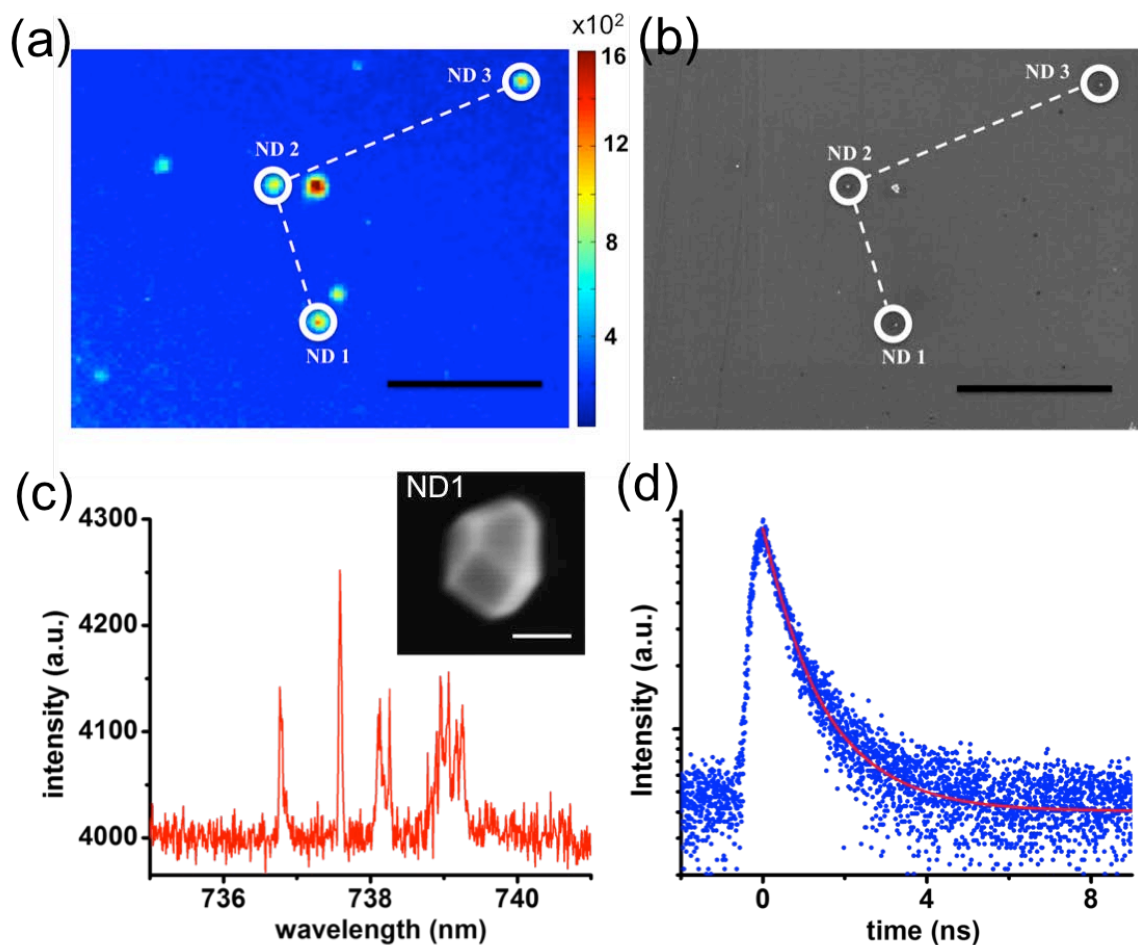 (a)
x10²
ND 3
ND 2
ND 1
16
12
8
4
(b)
ND 3
ND 2
ND 1
(c)
ND1
4300
4200
4100
4000
intensity (a.u.)
736
738
740
wavelength (nm)
(d)
Intensity (a.u.)
0
4
8
time (ns)